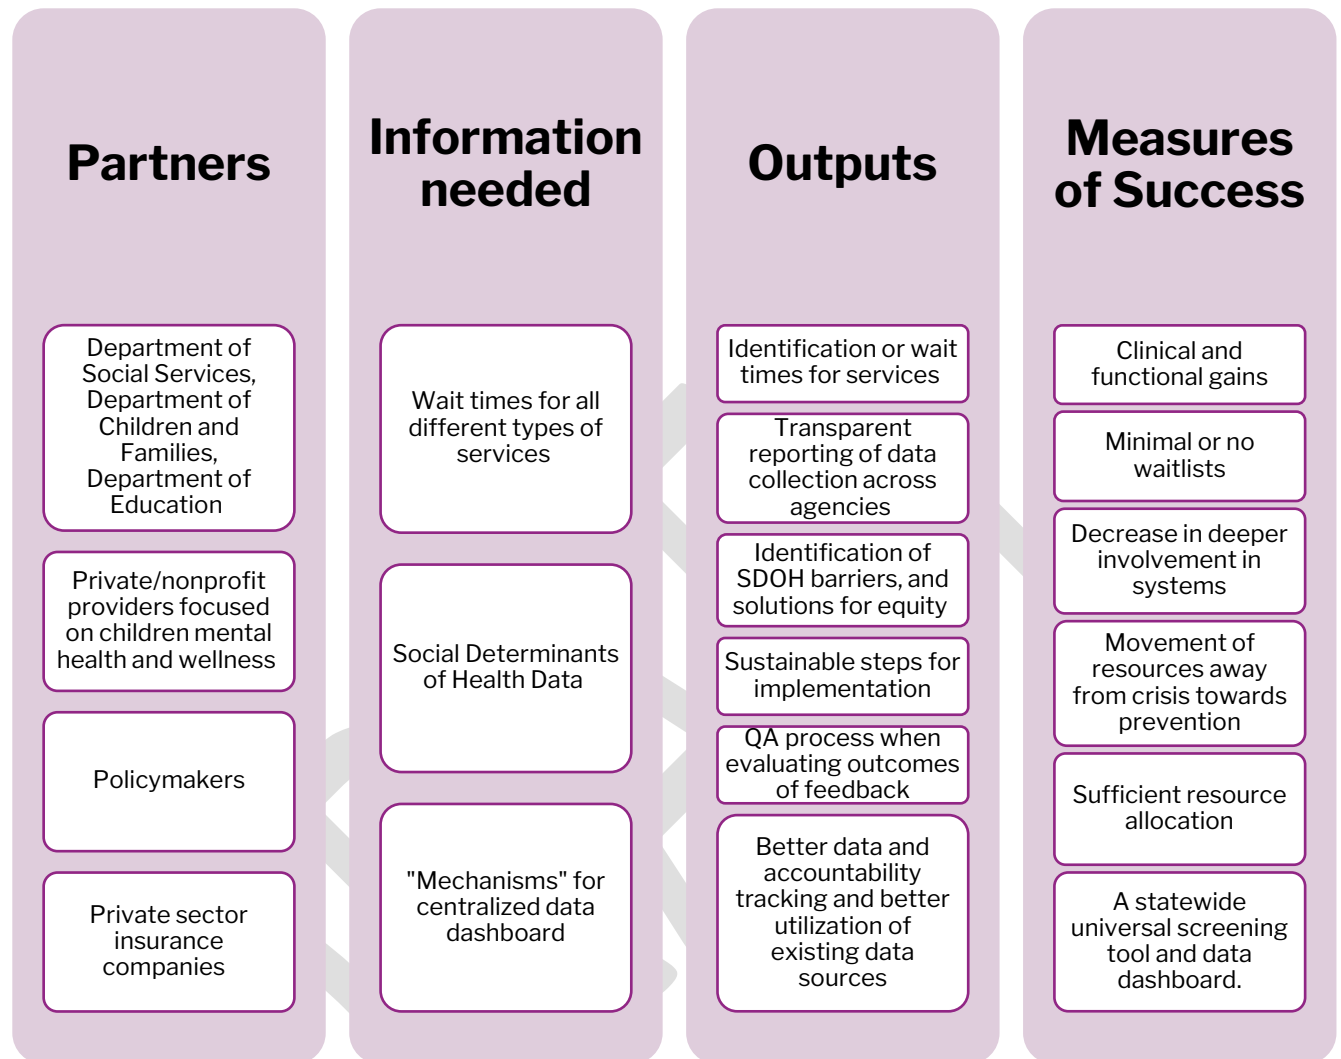 Partners
Department of
Social Services,
Department of
Children and
Families,
Department of
Education
Private/nonprofit
providers focused
on children mental
health and wellness
Policymakers
Private sector
insurance
companies
Information
needed
Wait times for all
different types of
services
Social Determinants
of Health Data
"Mechanisms" for
centralized data
dashboard
Outputs
Identification or wait
times for services
Transparent
reporting of data
collection across
agencies
Identification of
SDOH barriers, and
solutions for equity
Sustainable steps for
implementation
QA process when
evaluating outcomes
of feedback
Better data and
accountability
tracking and better
utilization of
existing data
sources
Measures
of Success
Clinical and
functional gains
Minimal or no
waitlists
Decrease in deeper
involvement in
systems
Movement of
resources away
from crisis towards
prevention
Sufficient resource
allocation
A statewide
universal screening
tool and data
dashboard.